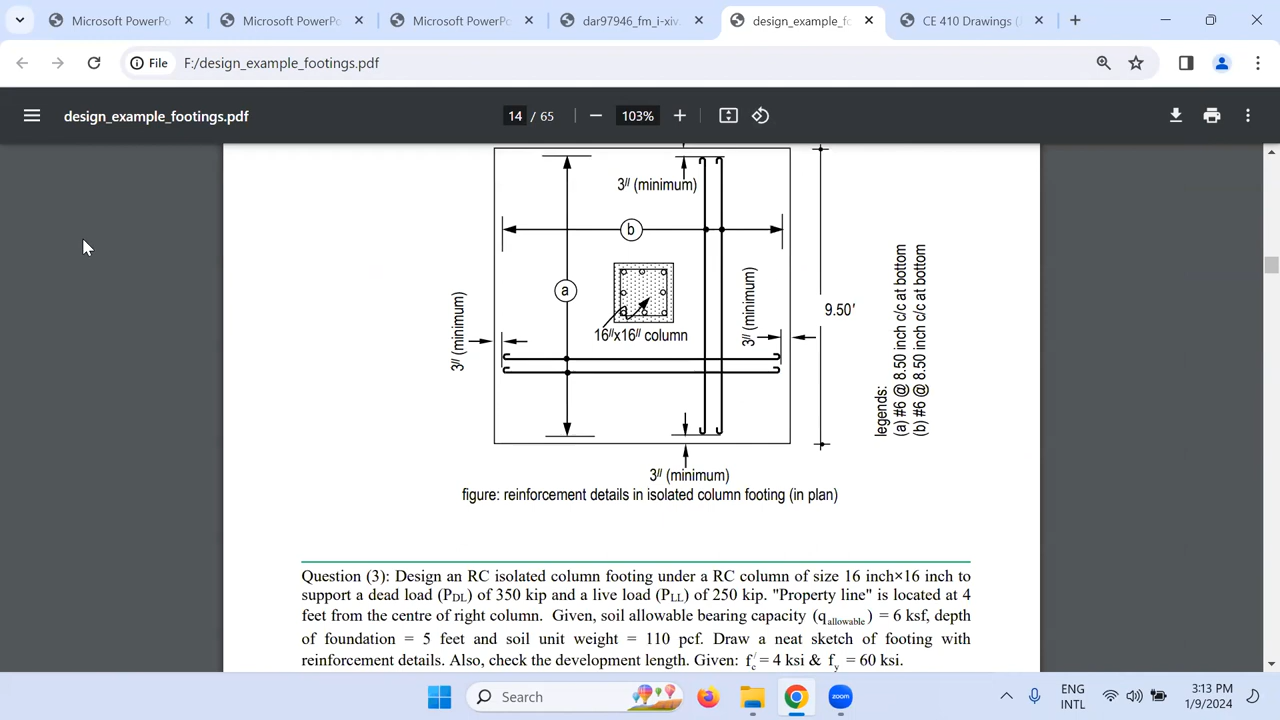 Microsoft PowerPo
Microsoft PowerPo
Microsoft PowerPo
dar97946_fm_i-xiv.
design_example_fo
CE 410 Drawings (
File
F:/design_example_footings.pdf
design_example_footings.pdf
14 / 65
103%
3// (minimum)
b
a
16//x16// column
3// (minimum)
3// (minimum)
9.50'
legends:
(a) #6 @ 8.50 inch c/c at bottom
(b) #6 @ 8.50 inch c/c at bottom
3// (minimum)
figure: reinforcement details in isolated column footing (in plan)
Question (3): Design an RC isolated column footing under a RC column of size 16 inch×16 inch to
support a dead load (PDL) of 350 kip and a live load (PLL) of 250 kip. "Property line" is located at 4
feet from the centre of right column. Given, soil allowable bearing capacity (qallowable) = 6 ksf, depth
of foundation = 5 feet and soil unit weight = 110 pcf. Draw a neat sketch of footing with
reinforcement details. Also, check the development length. Given: fc/ = 4 ksi & fy = 60 ksi.
Search
zoom
ENG
INTL
3:13 PM
1/9/2024